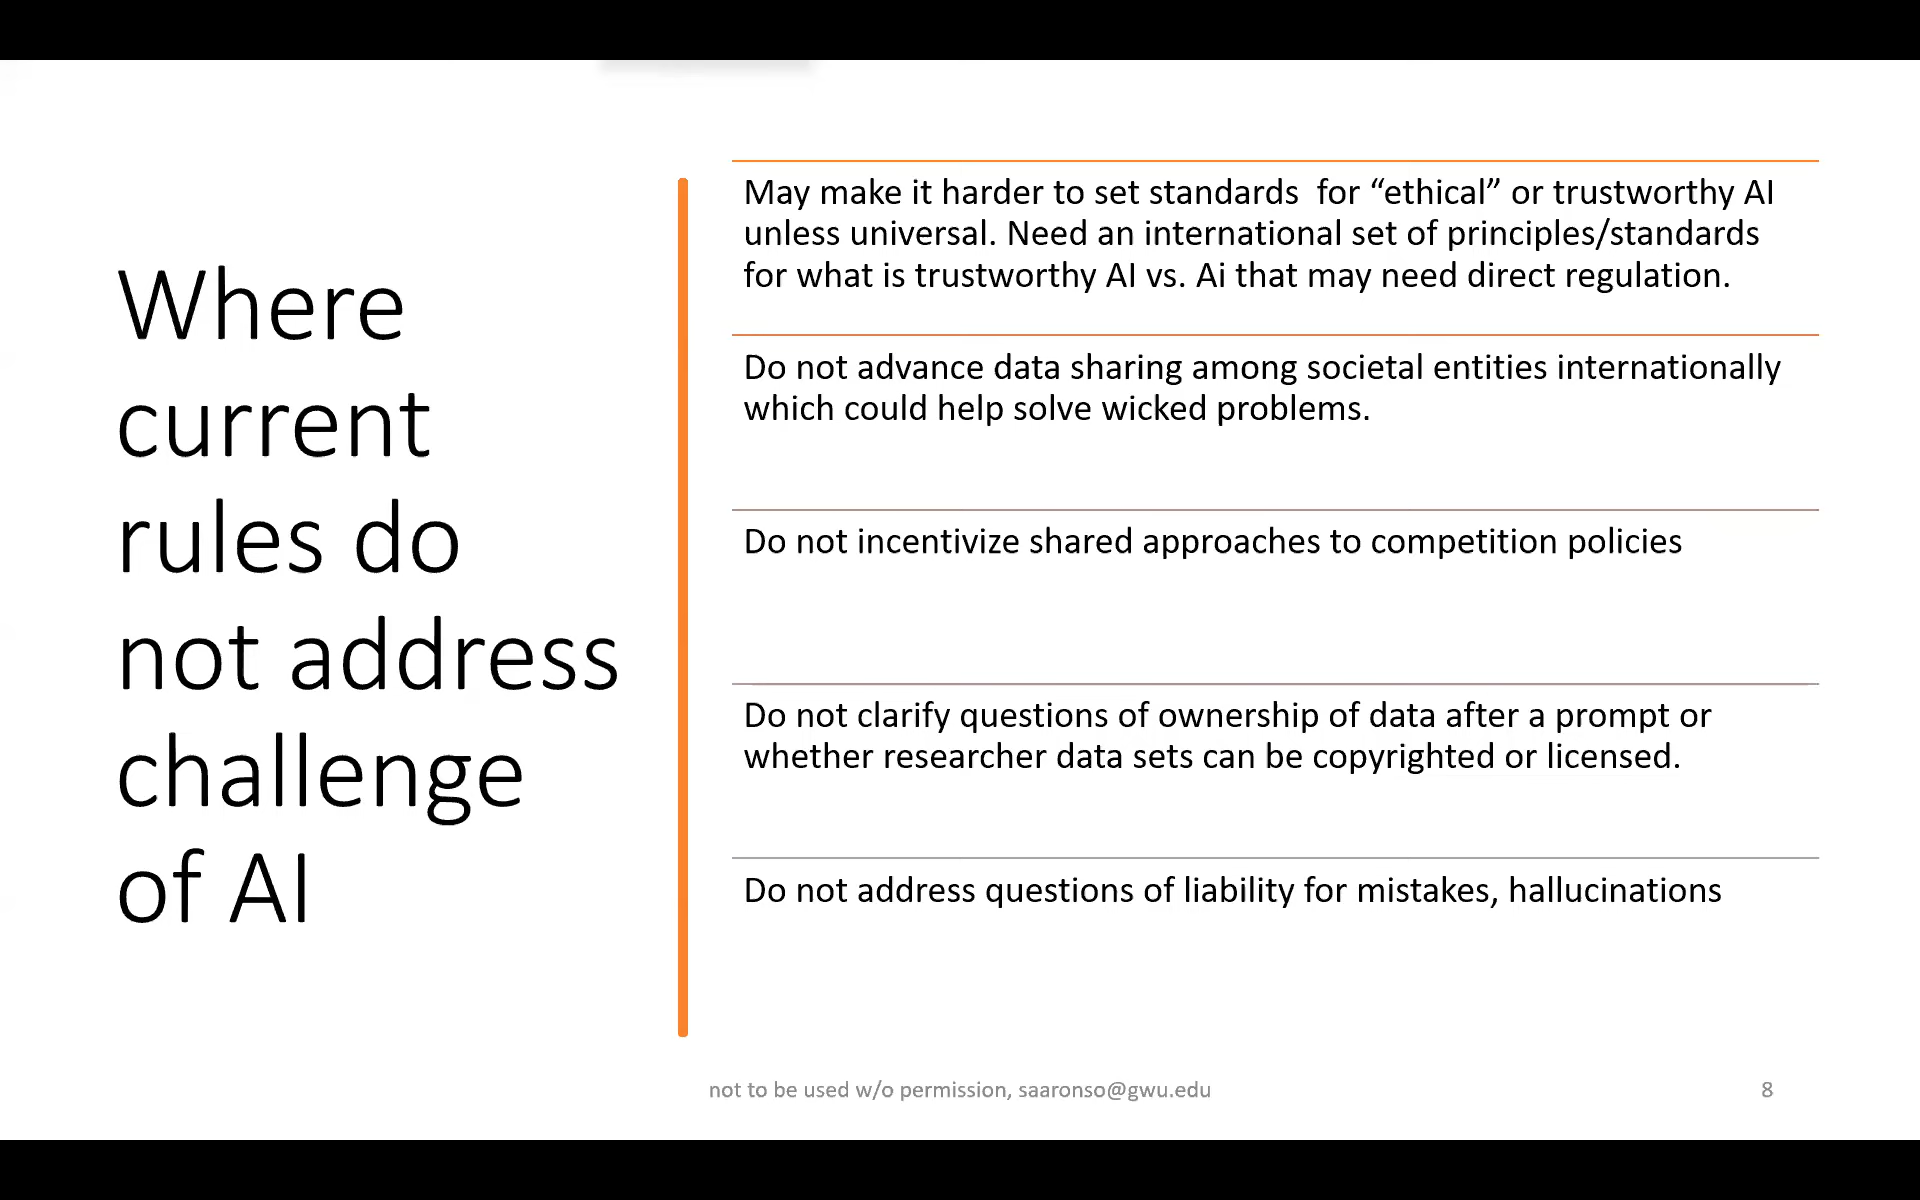 Where
current
rules do
not address
challenge
of AI
May make it harder to set standards  for “ethical” or trustworthy AI
unless universal. Need an international set of principles/standards
for what is trustworthy AI vs. Ai that may need direct regulation.
Do not advance data sharing among societal entities internationally
which could help solve wicked problems.
Do not incentivize shared approaches to competition policies
Do not clarify questions of ownership of data after a prompt or
whether researcher data sets can be copyrighted or licensed.
Do not address questions of liability for mistakes, hallucinations
not to be used w/o permission, saaronso@gwu.edu
8